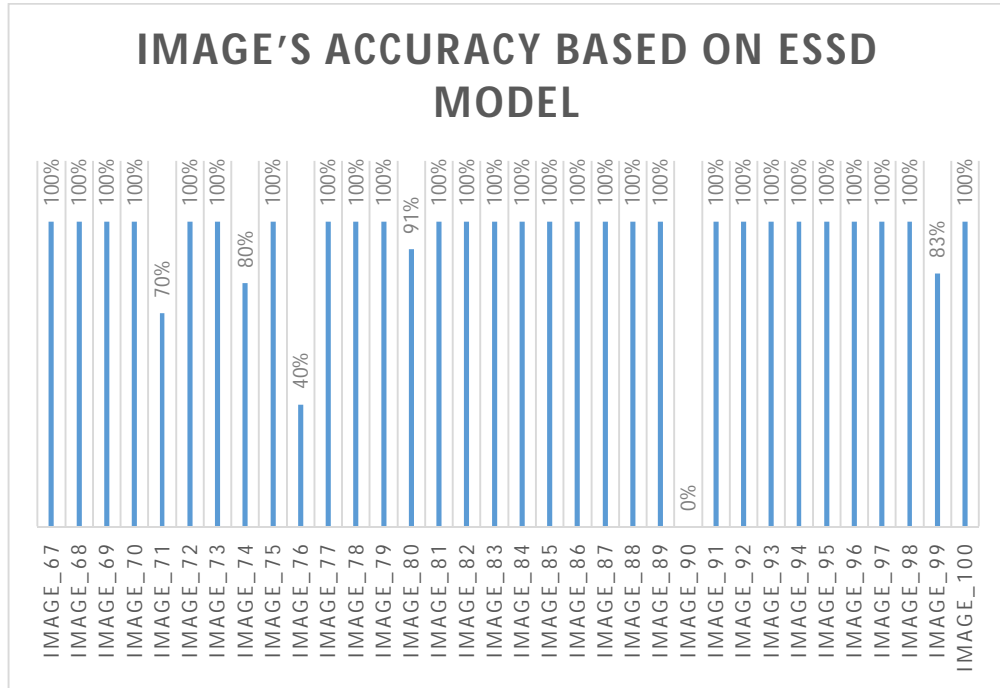 IMAGE'S ACCURACY BASED ON ESSD
MODEL
100%
100%
100%
100%
70%
100%
100%
80%
100%
40%
100%
100%
100%
91%
100%
100%
100%
100%
100%
100%
100%
100%
100%
0%
100%
100%
100%
100%
100%
100%
100%
100%
83%
100%
IMAGE_67
IMAGE_68
IMAGE_69
IMAGE_70
IMAGE_71
IMAGE_72
IMAGE_73
IMAGE_74
IMAGE_75
IMAGE_76
IMAGE_77
IMAGE_78
IMAGE_79
IMAGE_80
IMAGE_81
IMAGE_82
IMAGE_83
IMAGE_84
IMAGE_85
IMAGE_86
IMAGE_87
IMAGE_88
IMAGE_89
IMAGE_90
IMAGE_91
IMAGE_92
IMAGE_93
IMAGE_94
IMAGE_95
IMAGE_96
IMAGE_97
IMAGE_98
IMAGE_99
IMAGE_100